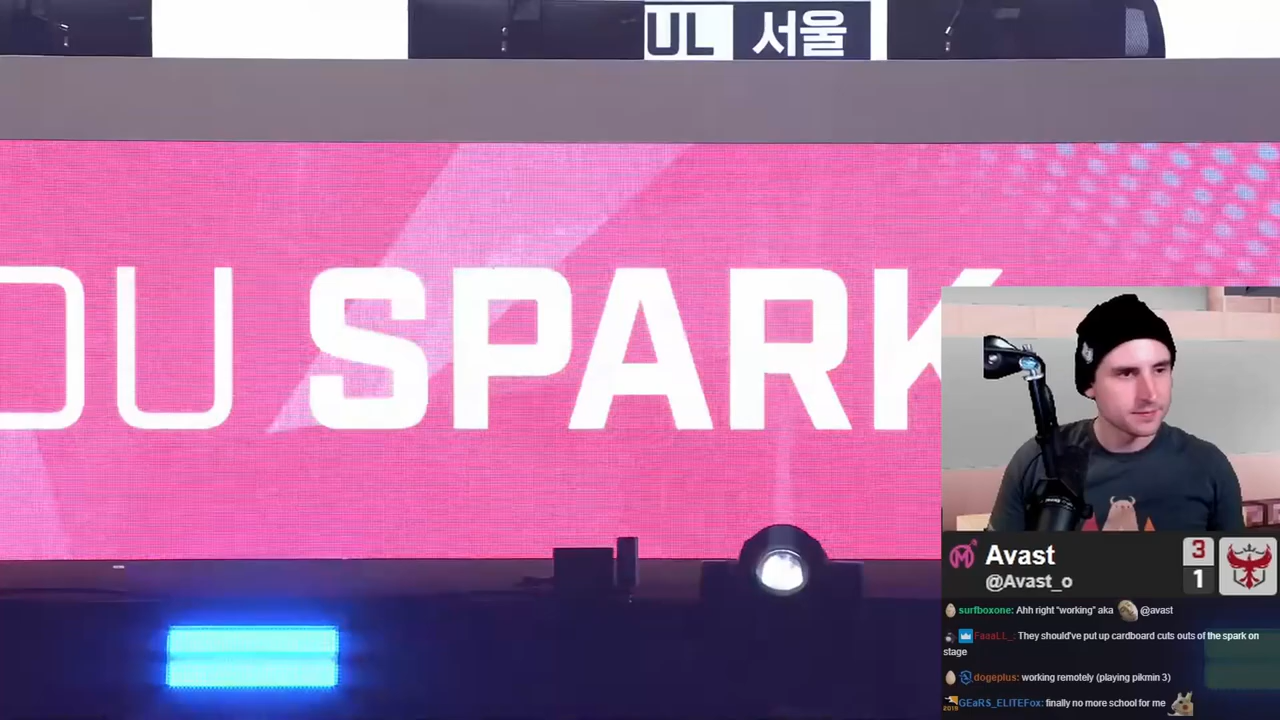 UL 서울
OU SPARK
Avast
@Avast_o
3
1
surfboxone: Ahh right "working" aka @avast
FaaaLL_: They should've put up cardboard cuts outs of the spark on
stage
dogeplus: working remotely (playing pikmin 3)
GEaRS_ELITEFox: finally no more school for me